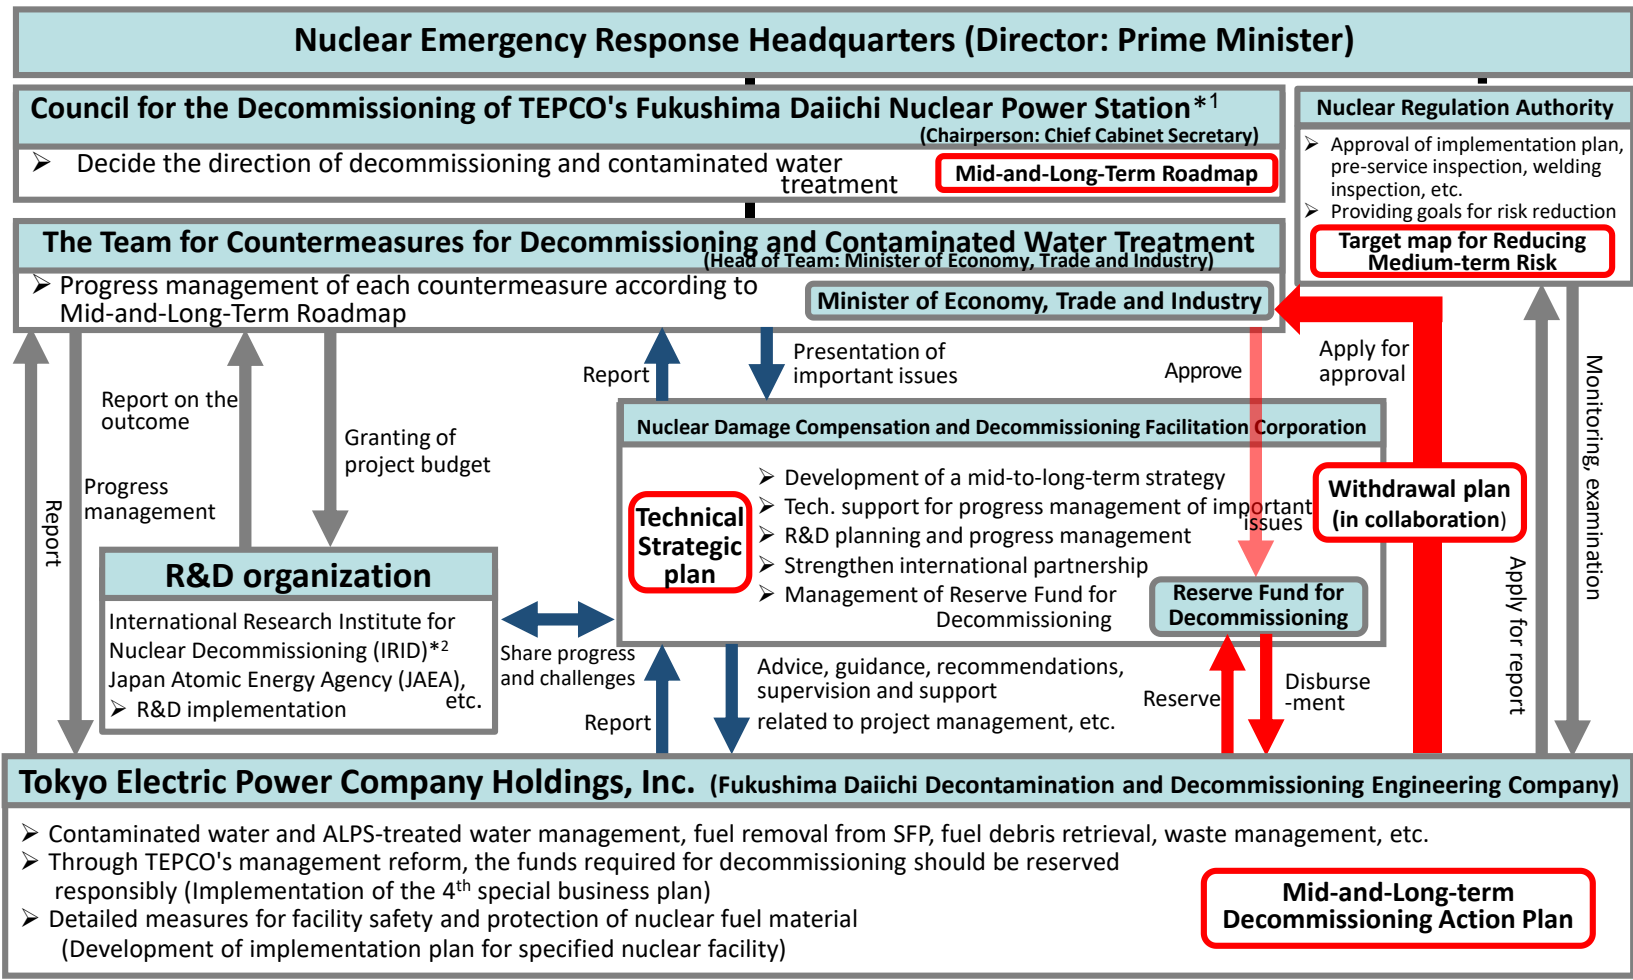 Nuclear Emergency Response Headquarters (Director: Prime Minister)
Council for the Decommissioning of TEPCO's Fukushima Daiichi Nuclear Power Station*1
(Chairperson: Chief Cabinet Secretary)
➢ Decide the direction of decommissioning and contaminated water
treatment
Mid-and-Long-Term Roadmap
Nuclear Regulation Authority
➢ Approval of implementation plan,
pre-service inspection, welding
inspection, etc.
➢ Providing goals for risk reduction
Target map for Reducing
Medium-term Risk
The Team for Countermeasures for Decommissioning and Contaminated Water Treatment
(Head of Team: Minister of Economy, Trade and Industry)
➢ Progress management of each countermeasure according to
Mid-and-Long-Term Roadmap
Minister of Economy, Trade and Industry
Report
Progress
management
Report on the
outcome
Granting of
project budget
Report
Presentation of
important issues
Approve
Apply for
approval
Monitoring, examination
Apply for report
Nuclear Damage Compensation and Decommissioning Facilitation Corporation
Technical
Strategic
plan
➢ Development of a mid-to-long-term strategy
➢ Tech. support for progress management of important
issues
➢ R&D planning and progress management
➢ Strengthen international partnership
➢ Management of Reserve Fund for
Decommissioning
Reserve Fund for
Decommissioning
Withdrawal plan
(in collaboration)
R&D organization
International Research Institute for
Nuclear Decommissioning (IRID)*2
Japan Atomic Energy Agency (JAEA),
etc.
➢ R&D implementation
Share progress
and challenges
Report
Advice, guidance, recommendations,
supervision and support
related to project management, etc.
Reserve
Disburse
-ment
Tokyo Electric Power Company Holdings, Inc. (Fukushima Daiichi Decontamination and Decommissioning Engineering Company)
➢ Contaminated water and ALPS-treated water management, fuel removal from SFP, fuel debris retrieval, waste management, etc.
➢ Through TEPCO's management reform, the funds required for decommissioning should be reserved
responsibly (Implementation of the 4th special business plan)
➢ Detailed measures for facility safety and protection of nuclear fuel material
(Development of implementation plan for specified nuclear facility)
Mid-and-Long-term
Decommissioning Action Plan